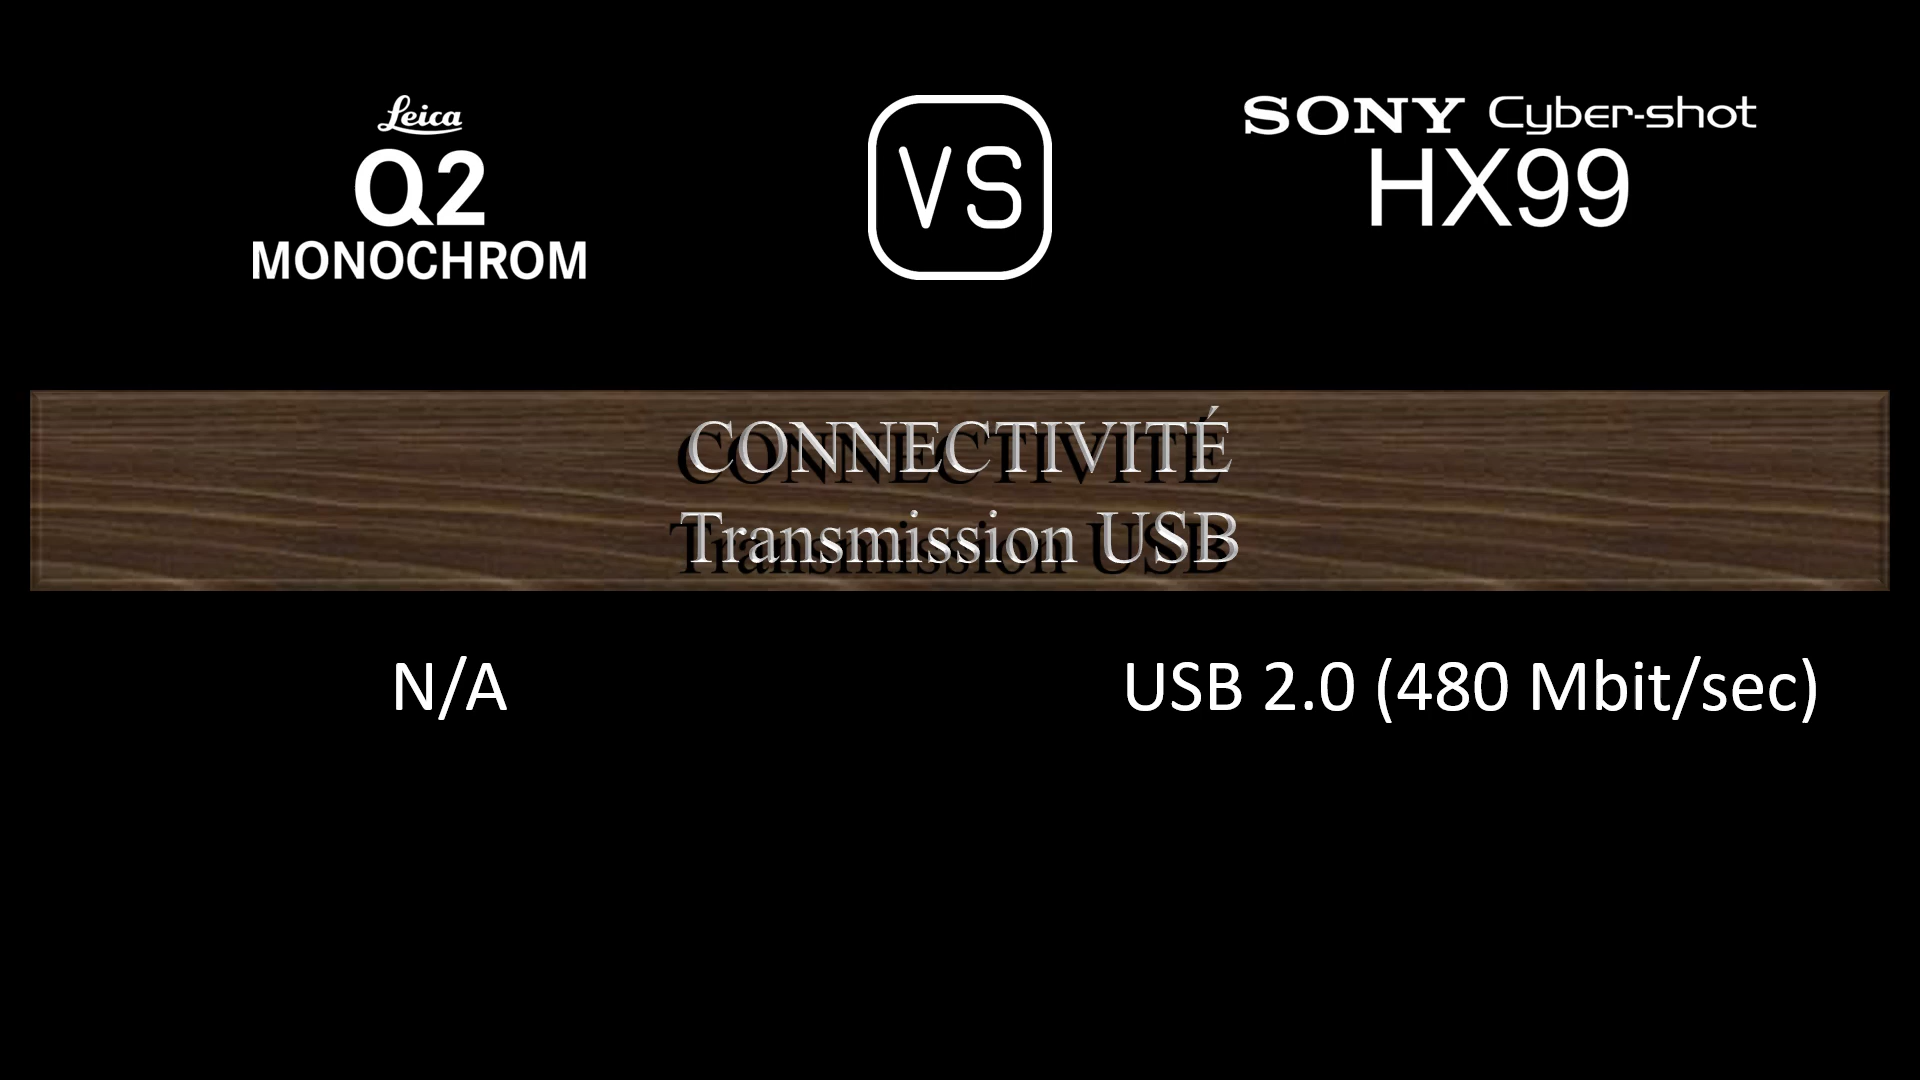 Leica
Q2
MONOCHROM
VS
SONY Cyber-shot
HX99
CONNECTIVITÉ
Transmission USB
N/A
USB 2.0 (480 Mbit/sec)